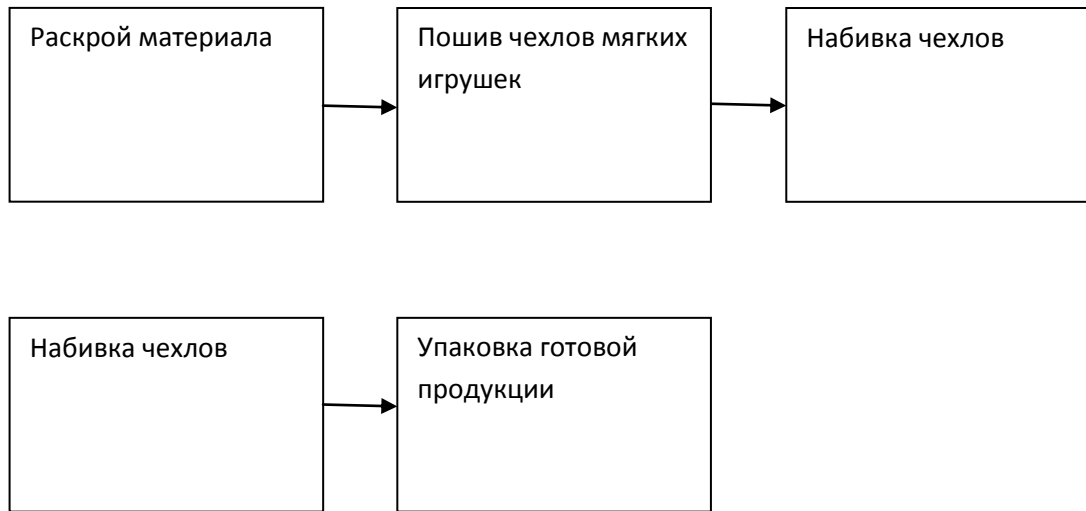 Раскрой материала
Пошив чехлов мягких
игрушек
Набивка чехлов
Набивка чехлов
Упаковка готовой
продукции